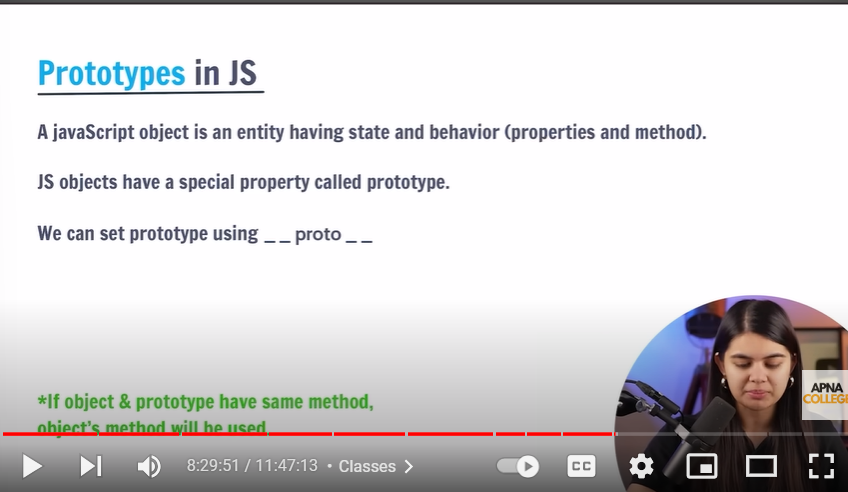 Prototypes in JS
A javaScript object is an entity having state and behavior (properties and method).
JS objects have a special property called prototype.
We can set prototype using _ _ proto _ _
*If object & prototype have same method,
object's method will be used.
APNA
COLLEGE
8:29:51 / 11:47:13 • Classes >
CC